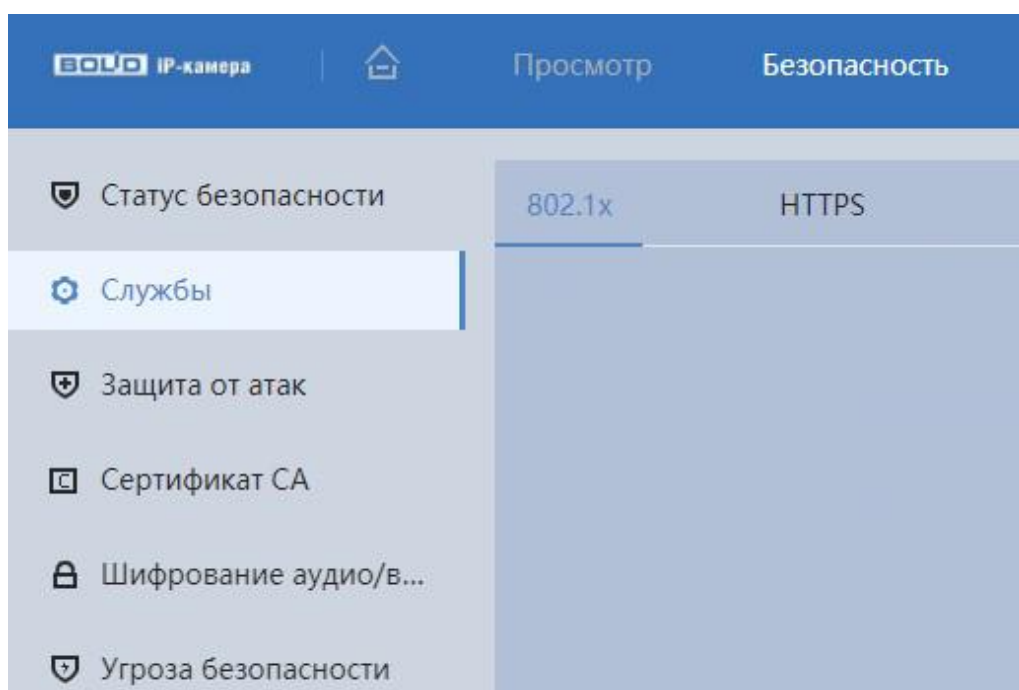 BOLID IP-камера Просмотр Безопасность
Статус безопасности
802.1x HTTPS
Службы
Защита от атак
Сертификат CA
Шифрование аудио/в...
Угроза безопасности